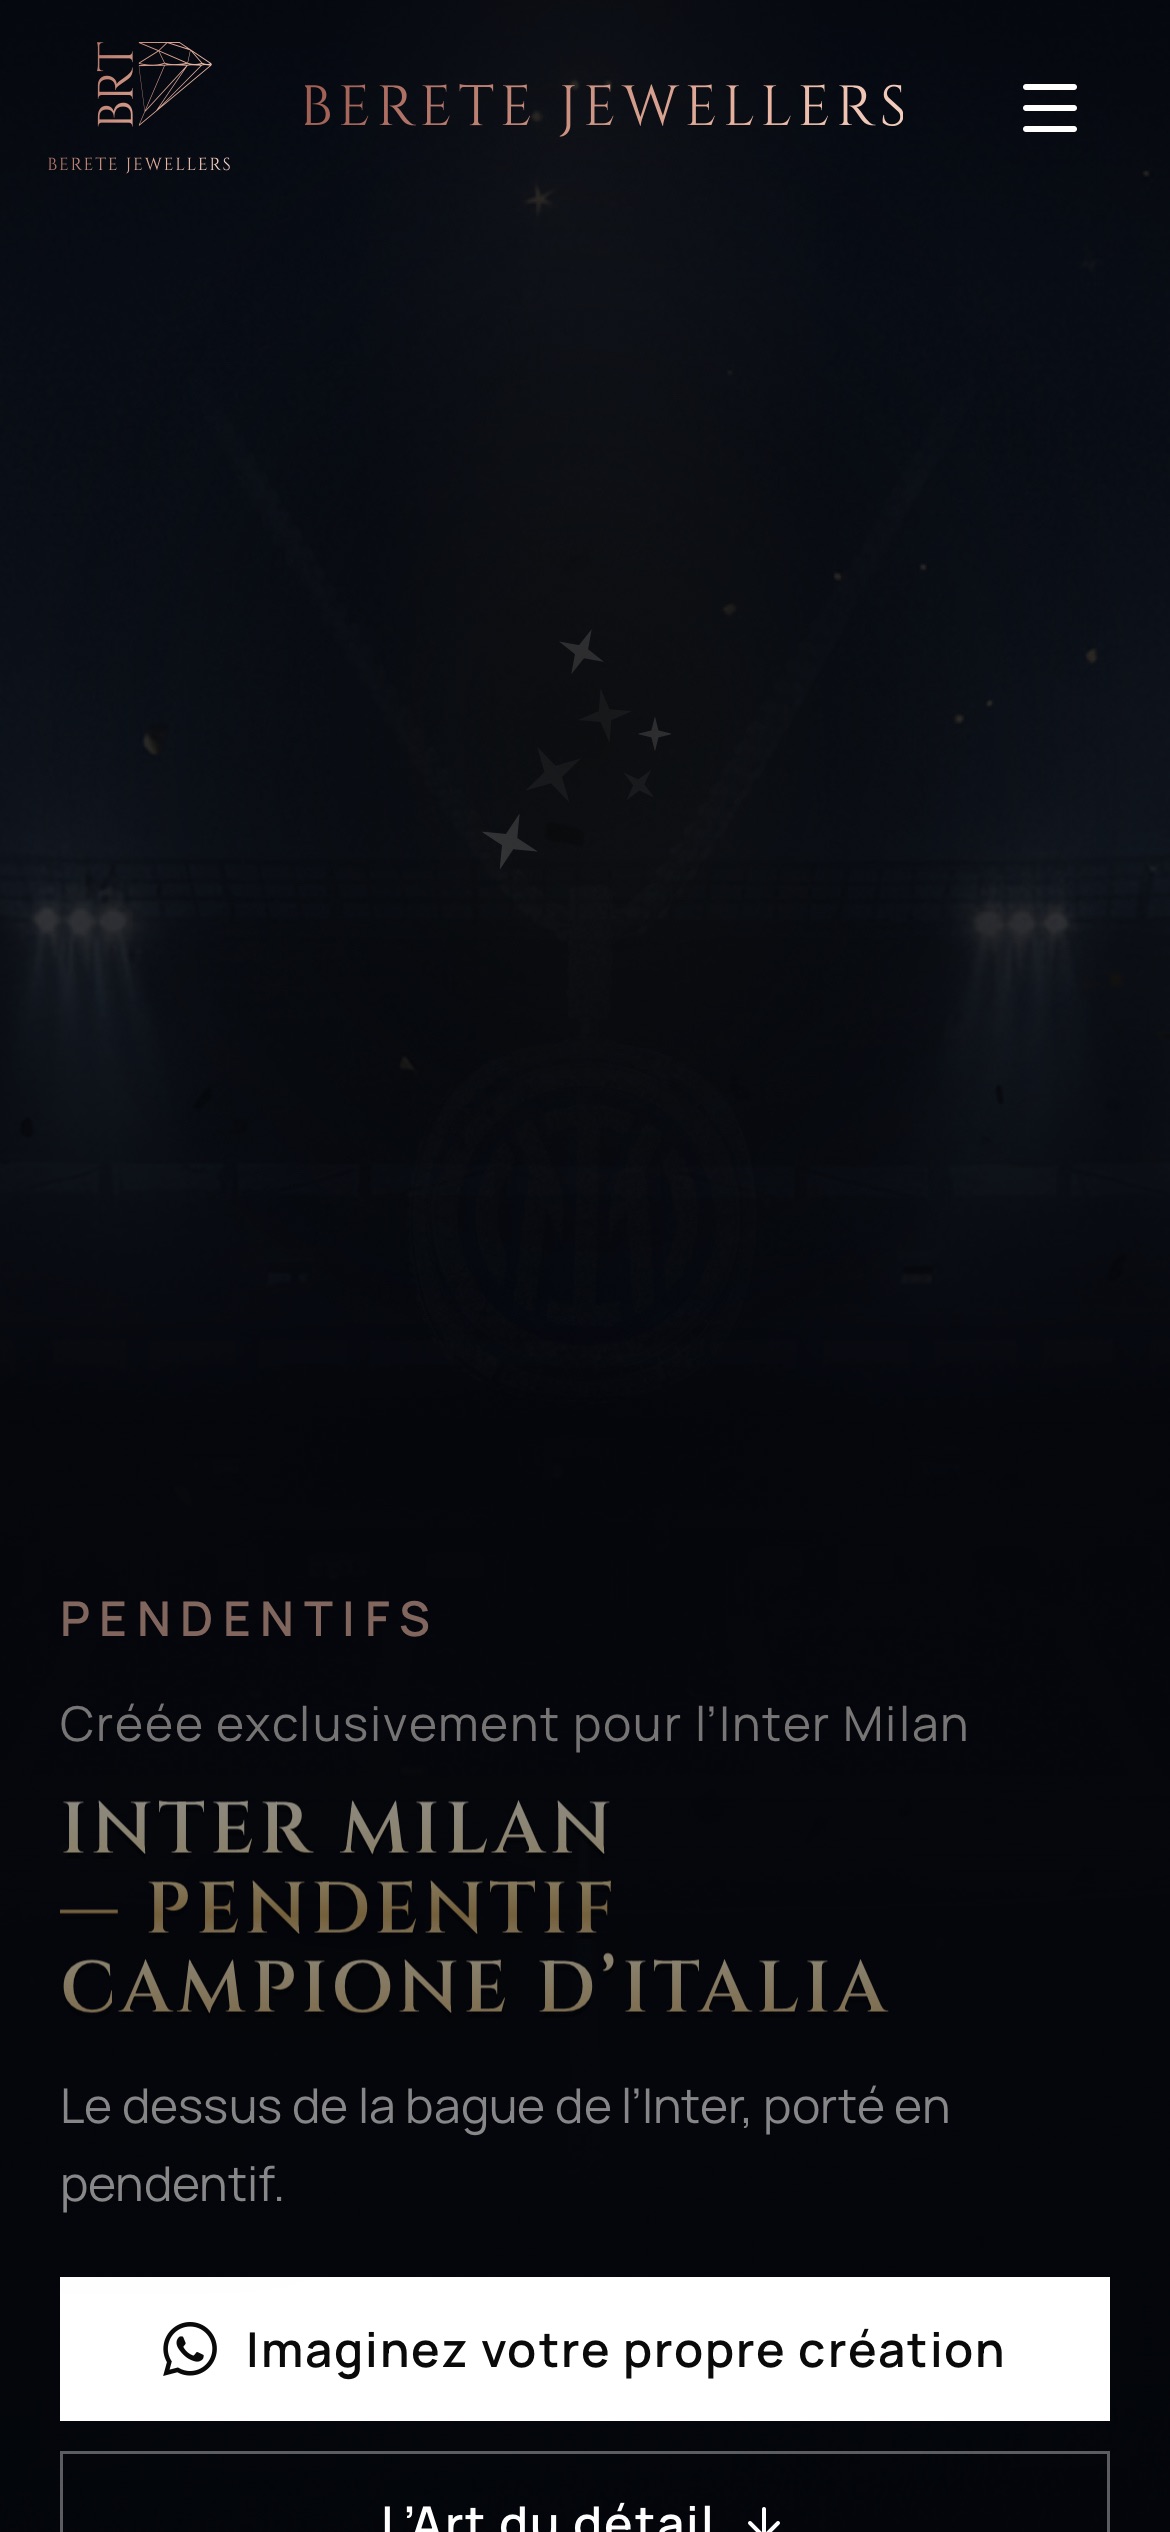 BRT
BERETE JEWELLERS
BERETE JEWELLERS
PENDENTIFS
Créée exclusivement pour l’Inter Milan
INTER MILAN
— PENDENTIF
CAMPIONE D’ITALIA
Le dessus de la bague de l’Inter, porté en
pendentif.
Imaginez votre propre création
L’Art du détail ↓